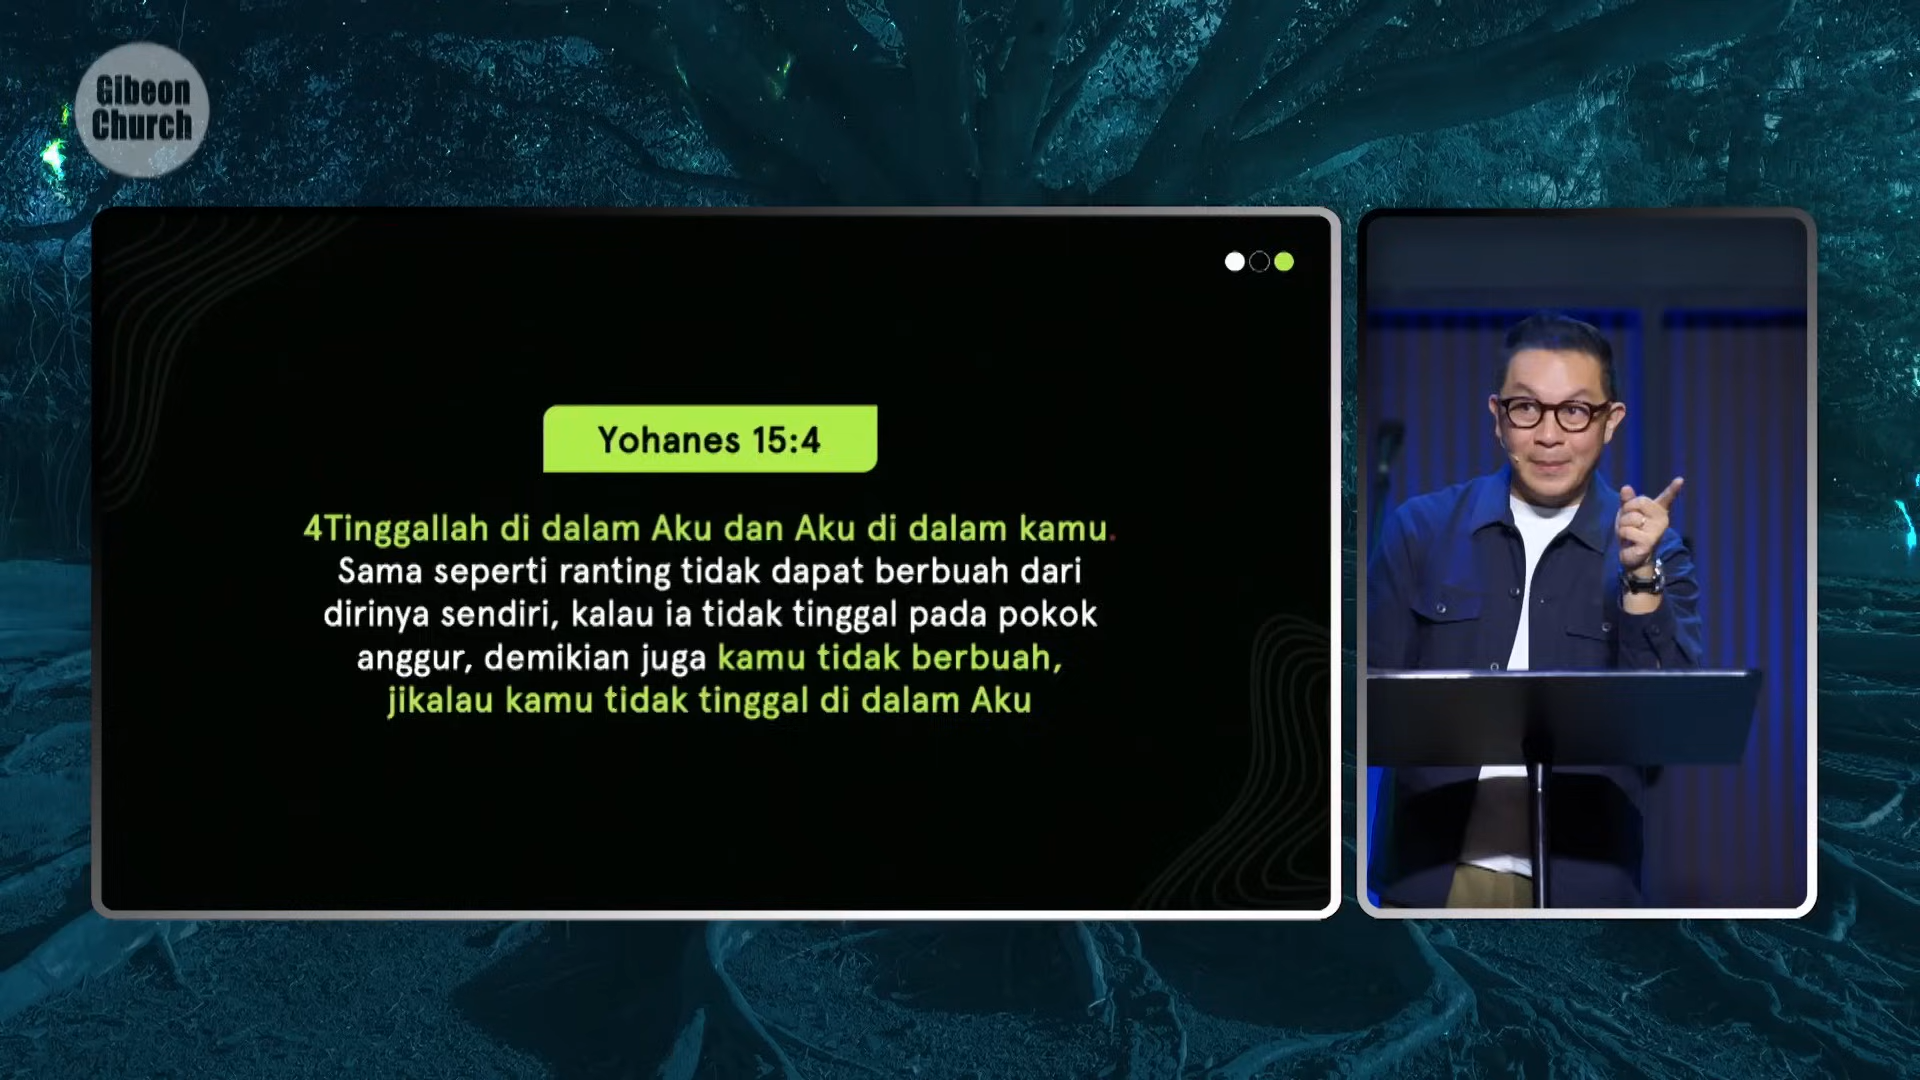 Gibeon
Church
Yohanes 15:4
4Tinggallah di dalam Aku dan Aku di dalam kamu.
Sama seperti ranting tidak dapat berbuah dari
dirinya sendiri, kalau ia tidak tinggal pada pokok
anggur, demikian juga kamu tidak berbuah,
jikalau kamu tidak tinggal di dalam Aku